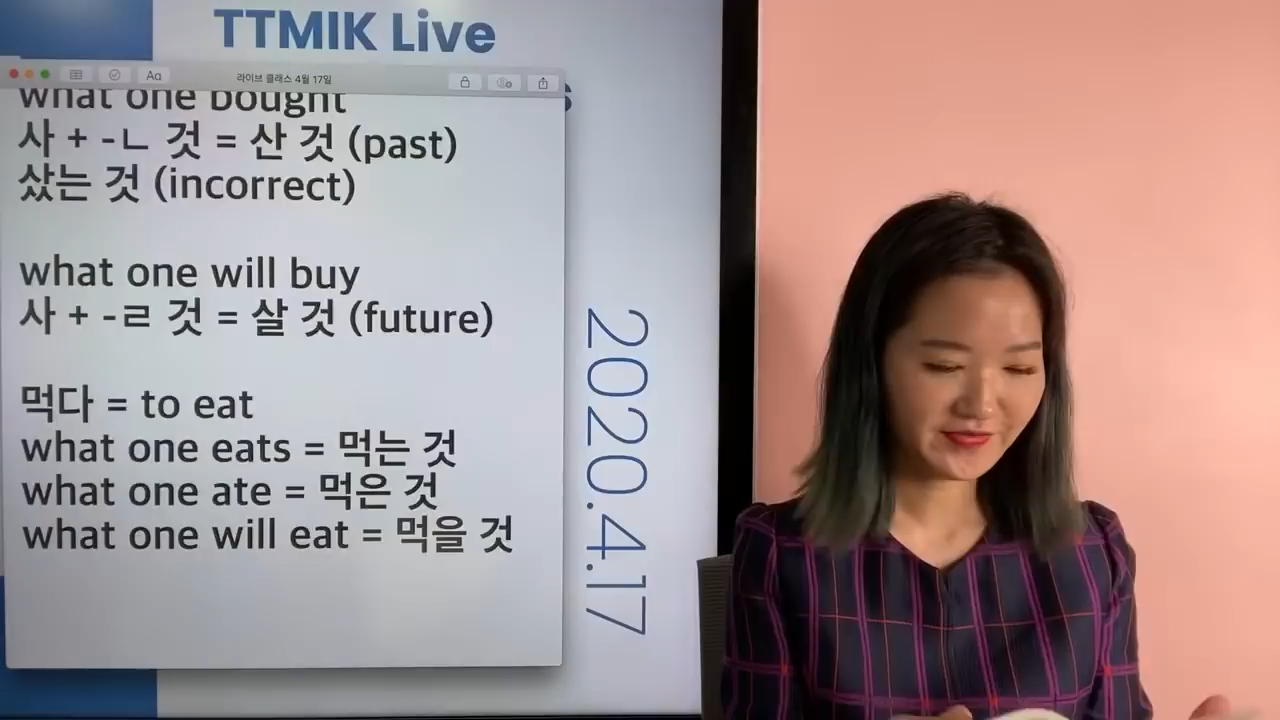 TTMIK Live
Aa
라이브 클래스 4월 17일
what one bought
s
사 + -ㄴ 것 = 산 것 (past)
샀는 것 (incorrect)
what one will buy
사 + -ㄹ 것 = 살 것 (future)
먹다 = to eat
what one eats = 먹는 것
what one ate = 먹은 것
what one will eat = 먹을 것
2020.4.17